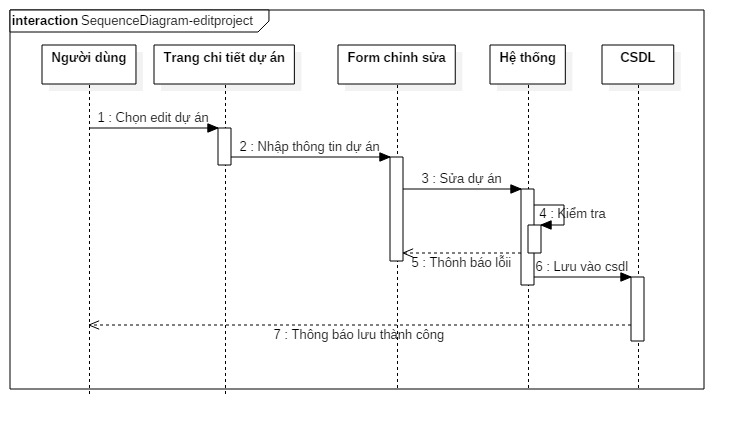 interaction SequenceDiagram-editproject
Người dùng
Trang chi tiết dự án
Form chỉnh sửa
Hệ thống
CSDL
1 : Chọn edit dự án
2 : Nhập thông tin dự án
3 : Sửa dự án
4 : Kiểm tra
5 : Thônh báo lỗii
6 : Lưu vào csdl
7 : Thông báo lưu thành công